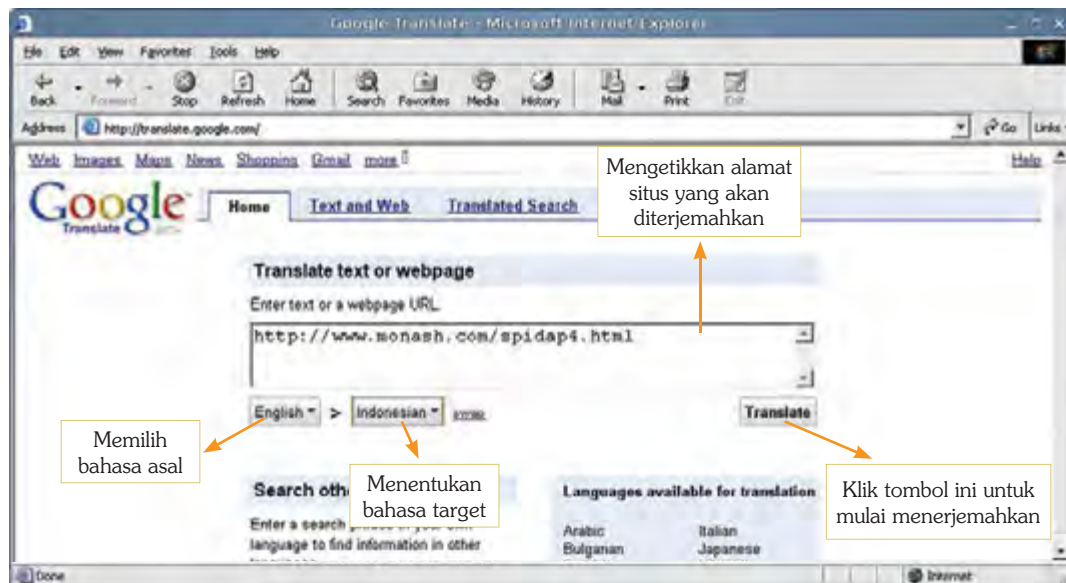 Google Translate - Microsoft Internet Explorer
File Edit View Favorites Tools Help
Back Forward Stop Refresh Home Search Favorites Media History Mail Print Edit
Address http://translate.google.com/ Go Links
Web Images Maps News Shopping Gmail more Help
Google Translate
Home Text and Web Translated Search
Mengetikkan alamat
situs yang akan
diterjemahkan
Translate text or webpage
Enter text or a webpage URL.
http://www.monash.com/spidap4.html
English > Indonesian Translate
Memilih
bahasa asal
Menentukan
bahasa target
Klik tombol ini untuk
mulai menerjemahkan
Search
Languages available for translation
Enter a search
Arabic Italian
language to find information in other
Bulgarian Japanese
Done Internet